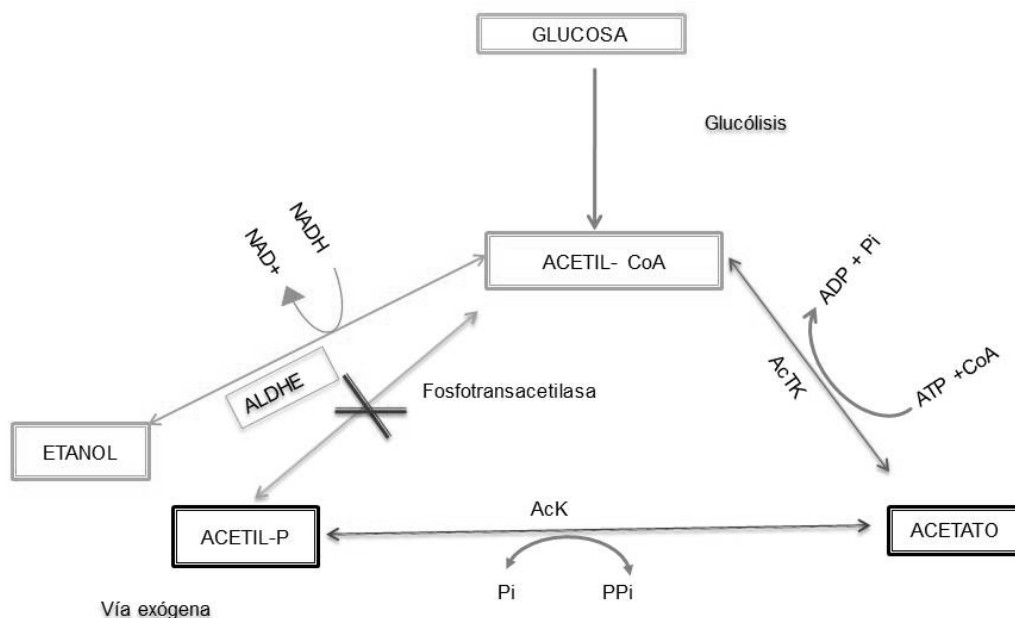 GLUCOSA
Glucólisis
NADH
NAD+
ACETIL- CoA
ADP + Pi
AcTK
ATP +CoA
ALDHE
Fosfotransacetilasa
ETANOL
AcK
ACETIL-P
ACETATO
Pi
PPi
Vía exógena